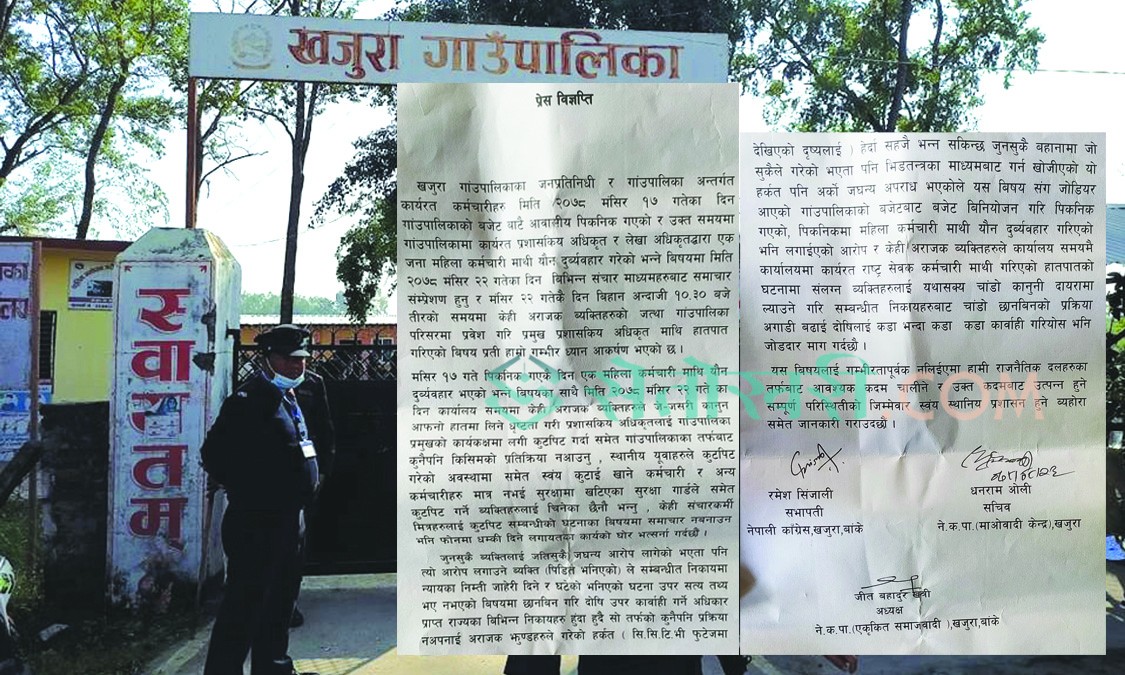 खजुरा गाउँपालिका
स्वागतम्
प्रेस विज्ञप्ति
खजुरा गांउपालिकाका जनप्रतिनिधी र गांउपालिका अन्तर्गत
कार्यरत कर्मचारीहरु मिति २०७८ मंसिर १७ गतेका दिन
गांउपालिकाको बजेट बाटै आवालीय पिकनिक गएको र उक्त समयमा
गांउपालिकामा कार्यरत प्रशासकिय अधिकृत र लेखा अधिकृतद्धारा एक
जना महिला कर्मचारी माथी यौन दुर्व्यवहार गरेको भन्ने बिषयमा मिति
२०७८ मंसिर २२ गतेका दिन बिभिन्न संचार माध्यमहरुबाट समाचार
संम्प्रेशण हुनु र मंसिर २२ गतेकै दिन बिहान अन्दाजी १०.३० बजे
तीरको समयमा केही अराजक ब्यक्तिहरुको जत्था गांउपालिका
परिसरमा प्रवेश गरि प्रमुख प्रशासकिय अधिकृत माथि हातपात
गरिएको बिषय प्रती हाम्रो गम्भीर ध्यान आकर्षण भएको छ ।
मंसिर १७ गते पिकनिक गएकै दिन एक महिला कर्मचारी माथि यौन
दुर्व्यवहार भएको भन्ने बिषयका साथै मिति २०७८ मंसिर २२ गते का
दिन कार्यालय समयमा केही अराजक ब्यक्तिहरुले जे-जसरी कानुन
आफनो हातमा लिने धृष्टता गरी प्रशासकिय अधिकृतलाई गांउपालिका
प्रमुखको कार्यकक्षमा लगी कुटपिट गर्दा समेत गांउपालिकाका तर्फबाट
कुनैपनि किसिमको प्रतिक्रिया नआउनु , स्थानीय युवाहरुले कुटपिट
गरेको अवस्थामा समेत स्वंय कुटाई खाने कर्मचारी र अन्य
कर्मचारीहरु मात्र नभई सुरक्षामा खटिएका सुरक्षा गार्डले समेत
कुटपिट गर्ने ब्यक्तिहरुलाई चिनेका छैनौ भन्नु , केही संचारकर्मी
मित्रहरुलाई कुटपिट सम्बन्धीको घटनाका बिषयमा समाचार नबनाउन
भनि फोनमा धम्की दिने लगायतका कार्यको घोर भत्सर्ना गर्दछौ ।
जुनसुकै ब्यक्तिलाई जतिसुकै जघन्य आरोप लागेको भएता पनि
त्यो आरोप लगाउने ब्यक्ति (पिडित भनिएको) ले सम्बन्धीत निकायमा
न्यायका निम्ती जाहेरी दिने र घटेको भनिएको घटना उपर सत्य तथ्य
भए नभएको बिषयमा छानबिन गरि दोषि उपर कार्वाही गर्ने अधिकार
प्राप्त राज्यका बिभिन्न निकायहरु हुंदा हुदै सो तर्फको कुनैपनि प्रक्रिया
नअपनाई अराजक झुण्डहरुले गरेको हर्कत ( सि.सि.टि.भी फुटेजमा
देखिएको दृष्यलाई ) हेर्दा सहजै भन्न सकिन्छ जुनसुकै बहानामा जो
सुकैले गरेको भएता पनि भिडतन्त्रका माध्यमबाट गर्न खोजीएको यो
हर्कत पनि अर्को जघन्य अपराध भएकोले यस बिषय संग जोडिएर
आएको गांउपालिकाको बजेटबाट बजेट बिनियोजन गरि पिकनिक
गएको, पिकनिकमा महिला कर्मचारी माथी यौन दुर्ब्यवहार गरिएको
भनि लगाईएको आरोप र केही अराजक ब्यक्तिहरुले कार्यालय समयमै
कार्यालयमा कार्यरत राष्ट्र सेवक कर्मचारी माथी गरिएको हातपातको
घटनामा संलग्न ब्यक्तिहरुलाई यथासक्य चांडो कानुनी दायरामा
ल्याउने गरि सम्बन्धीत निकायहरुबाट चांडो छानबिनको प्रक्रिया
अगाडी बढाई दोषिलाई कडा भन्दा कडा कडा कार्वाही गरियोस भनि
जोडदार माग गर्दछौ ।
यस बिषयलाई गम्भीरतापूर्वक नलिईएमा हामी राजनैतिक दलहरुका
तर्फबाट आवश्यक कदम चालीने र उक्त कदमबाट उत्पन्न हुने
सम्पूर्ण परिस्थितीको जिम्मेवार स्वंय स्थानिय प्रशासन हुने ब्यहोरा
समेत जानकारी गराउदछौ ।
रमेश सिंजाली
सभापती
नेपाली कांग्रेस,खजुरा,बांके
धनराम ओली
सचिव
ने.क.पा.(माओवादी केन्द्र),खजुरा
जीत बहादुर खत्री
अध्यक्ष
ने.क.पा.(एकृकित समाजवादी) ,खजुरा,बांके
.COM